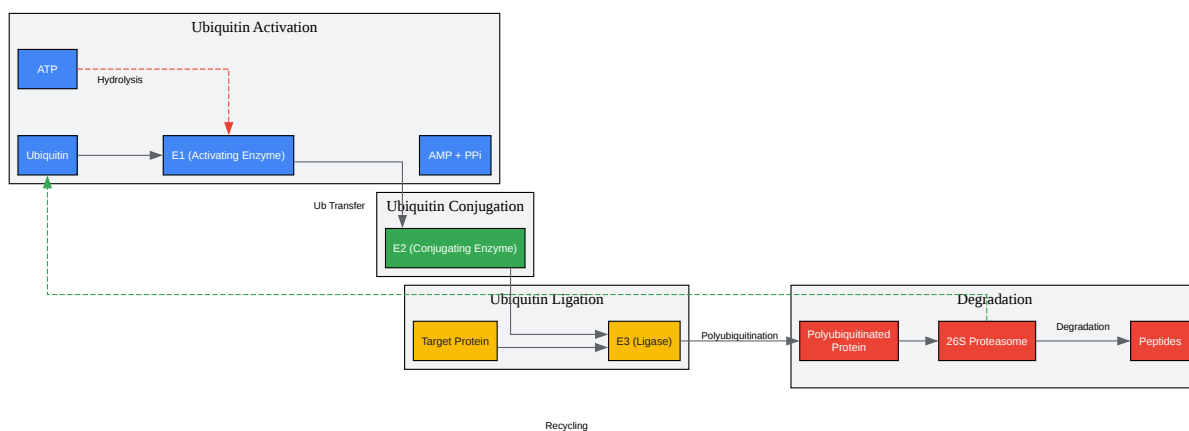 Ubiquitin Activation
ATP
Hydrolysis
Ubiquitin
E1 (Activating Enzyme)
AMP + PPi
Ub Transfer
Ubiquitin Conjugation
E2 (Conjugating Enzyme)
Ubiquitin Ligation
Target Protein
E3 (Ligase)
Polyubiquitination
Degradation
Polyubiquitinated
Protein
26S Proteasome
Degradation
Peptides
Recycling